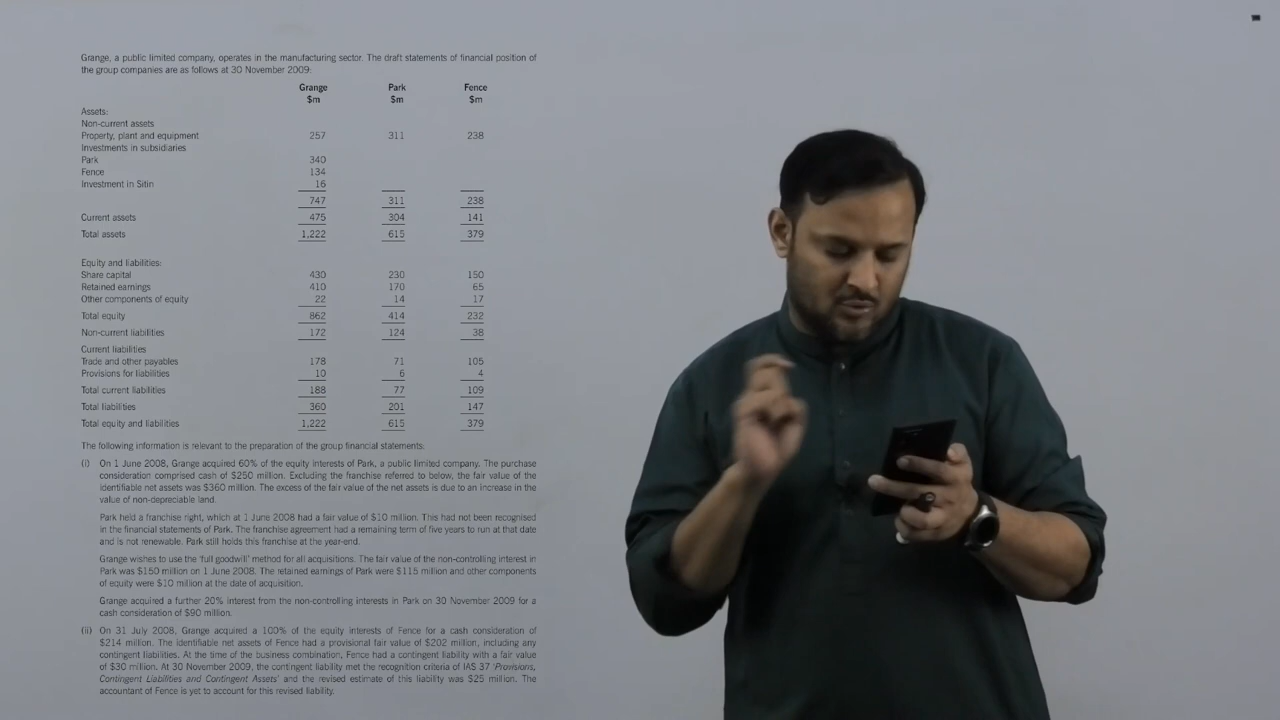 Grange, a public limited company, operates in the manufacturing sector. The draft statements of financial position of
the group companies are as follows at 30 November 2009:
Grange Park Fence
$m $m $m
Assets:
Non-current assets
Property, plant and equipment 257 311 238
Investments in subsidiaries
Park 340
Fence 134
Investment in Sitin 16
747 311 238
Current assets 475 304 141
Total assets 1,222 615 379
Equity and liabilities:
Share capital 430 230 150
Retained earnings 410 170 65
Other components of equity 22 14 17
Total equity 862 414 232
Non-current liabilities 172 124 38
Current liabilities
Trade and other payables 178 71 105
Provisions for liabilities 10 6 4
Total current liabilities 188 77 109
Total liabilities 360 201 147
Total equity and liabilities 1,222 615 379
The following information is relevant to the preparation of the group financial statements:
(i) On 1 June 2008, Grange acquired 60% of the equity interests of Park, a public limited company. The purchase
consideration comprised cash of $250 million. Excluding the franchise referred to below, the fair value of the
identifiable net assets was $360 million. The excess of the fair value of the net assets is due to an increase in the
value of non-depreciable land.
Park held a franchise right, which at 1 June 2008 had a fair value of $10 million. This had not been recognised
in the financial statements of Park. The franchise agreement had a remaining term of five years to run at that date
and is not renewable. Park still holds this franchise at the year-end.
Grange wishes to use the 'full goodwill' method for all acquisitions. The fair value of the non-controlling interest in
Park was $150 million on 1 June 2008. The retained earnings of Park were $115 million and other components
of equity were $10 million at the date of acquisition.
Grange acquired a further 20% interest from the non-controlling interests in Park on 30 November 2009 for a
cash consideration of $90 million.
(ii) On 31 July 2008, Grange acquired a 100% of the equity interests of Fence for a cash consideration of
$214 million. The identifiable net assets of Fence had a provisional fair value of $202 million, including any
contingent liabilities. At the time of the business combination, Fence had a contingent liability with a fair value
of $30 million. At 30 November 2009, the contingent liability met the recognition criteria of IAS 37 'Provisions,
Contingent Liabilities and Contingent Assets' and the revised estimate of this liability was $25 million. The
accountant of Fence is yet to account for this revised liability.